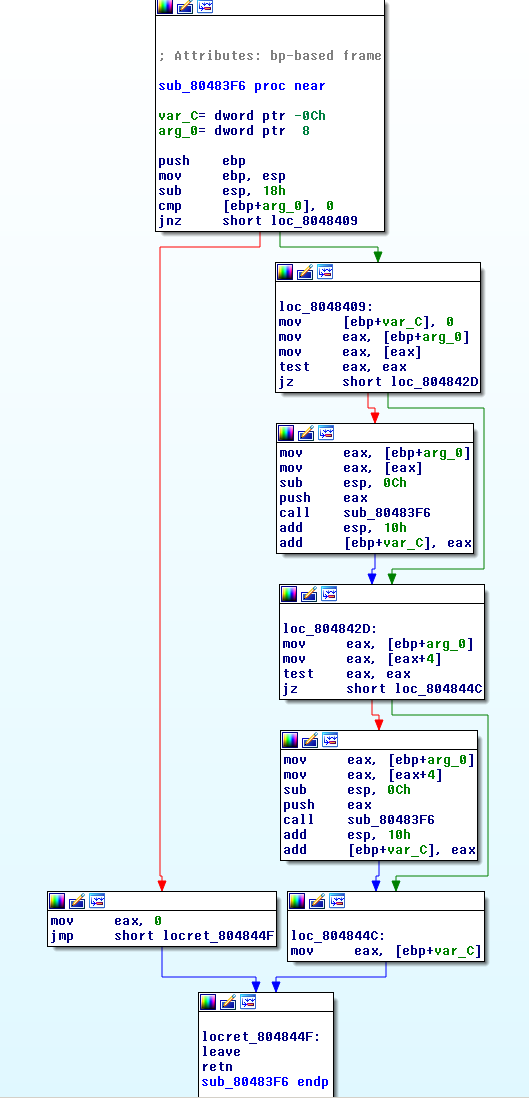 ; Attributes: bp-based frame
sub_80483F6 proc near
var_C= dword ptr -0Ch
arg_0= dword ptr  8
push    ebp
mov     ebp, esp
sub     esp, 18h
cmp     [ebp+arg_0], 0
jnz     short loc_8048409
loc_8048409:
mov     [ebp+var_C], 0
mov     eax, [ebp+arg_0]
mov     eax, [eax]
test    eax, eax
jz      short loc_804842D
mov     eax, [ebp+arg_0]
mov     eax, [eax]
sub     esp, 0Ch
push    eax
call    sub_80483F6
add     esp, 10h
add     [ebp+var_C], eax
loc_804842D:
mov     eax, [ebp+arg_0]
mov     eax, [eax+4]
test    eax, eax
jz      short loc_804844C
mov     eax, [ebp+arg_0]
mov     eax, [eax+4]
sub     esp, 0Ch
push    eax
call    sub_80483F6
add     esp, 10h
add     [ebp+var_C], eax
mov     eax, 0
jmp     short locret_804844F
loc_804844C:
mov     eax, [ebp+var_C]
locret_804844F:
leave
retn
sub_80483F6 endp